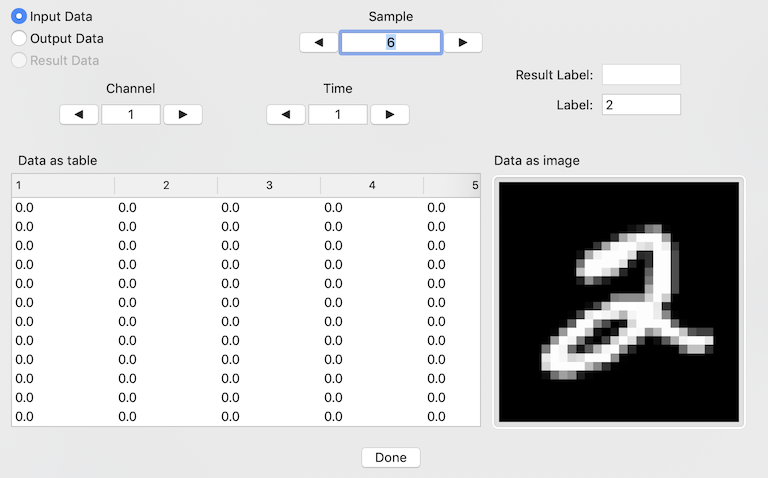 Input Data
Output Data
Result Data
Sample
◀ 6 ▶
Channel
◀ 1 ▶
Time
◀ 1 ▶
Result Label:
Label: 2
Data as table
1 2 3 4 5
0.0 0.0 0.0 0.0 0.0
0.0 0.0 0.0 0.0 0.0
0.0 0.0 0.0 0.0 0.0
0.0 0.0 0.0 0.0 0.0
0.0 0.0 0.0 0.0 0.0
0.0 0.0 0.0 0.0 0.0
0.0 0.0 0.0 0.0 0.0
0.0 0.0 0.0 0.0 0.0
0.0 0.0 0.0 0.0 0.0
0.0 0.0 0.0 0.0 0.0
0.0 0.0 0.0 0.0 0.0
0.0 0.0 0.0 0.0 0.0
Data as image
2
Done